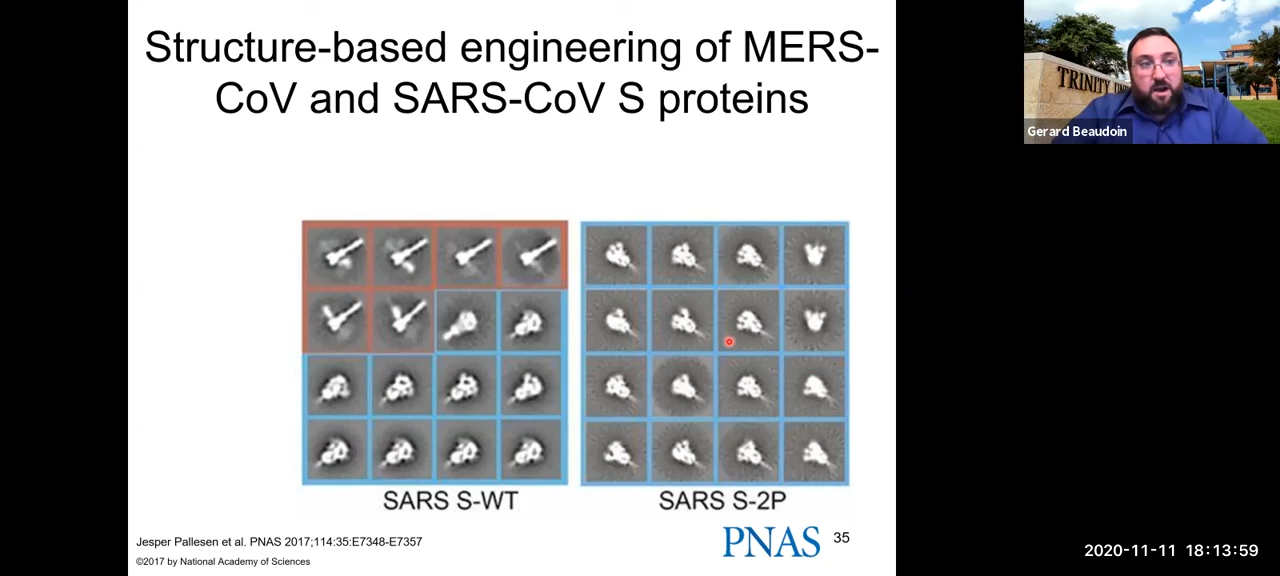 Structure-based engineering of MERS-
CoV and SARS-CoV S proteins
TRINITY
Gerard Beaudoin
SARS S-WT
SARS S-2P
Jesper Pallesen et al. PNAS 2017;114:35:E7348-E7357
PNAS
35
©2017 by National Academy of Sciences
2020-11-11 18:13:59